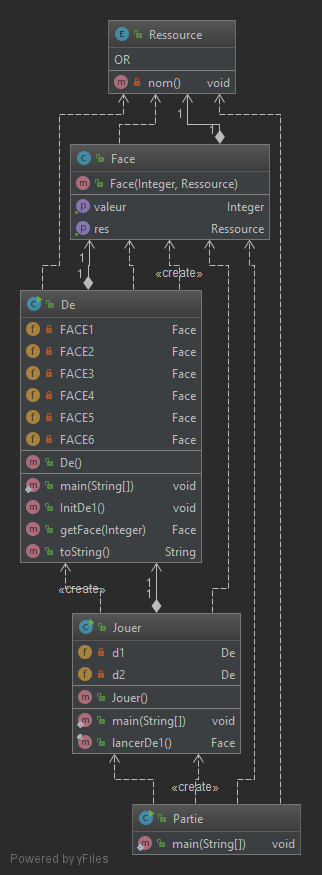 Ressource
OR
nom() void
1
1
Face
Face(Integer, Ressource)
valeur Integer
res Ressource
1
«create»
1
De
FACE1 Face
FACE2 Face
FACE3 Face
FACE4 Face
FACE5 Face
FACE6 Face
De()
main(String[]) void
InitDe1() void
getFace(Integer) Face
toString() String
«create»
1
1
Jouer
d1 De
d2 De
Jouer()
main(String[]) void
lancerDe1() Face
«create»
Partie
main(String[]) void
Powered by yFiles